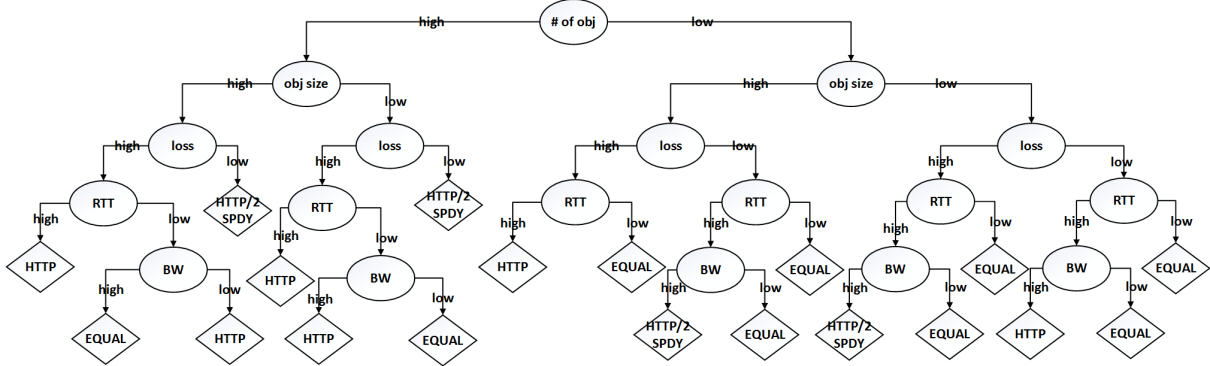 # of obj
high
low
obj size
obj size
high
low
high
low
loss
loss
loss
loss
high
low
high
low
high
low
high
low
RTT
HTTP/2
SPDY
RTT
HTTP/2
SPDY
RTT
RTT
RTT
RTT
high
low
high
low
high
low
high
low
high
low
high
low
HTTP
BW
HTTP
BW
HTTP
EQUAL
BW
EQUAL
BW
EQUAL
BW
EQUAL
high
low
high
low
high
low
high
low
high
low
EQUAL
HTTP
HTTP
EQUAL
HTTP/2
SPDY
EQUAL
HTTP/2
SPDY
EQUAL
HTTP
EQUAL